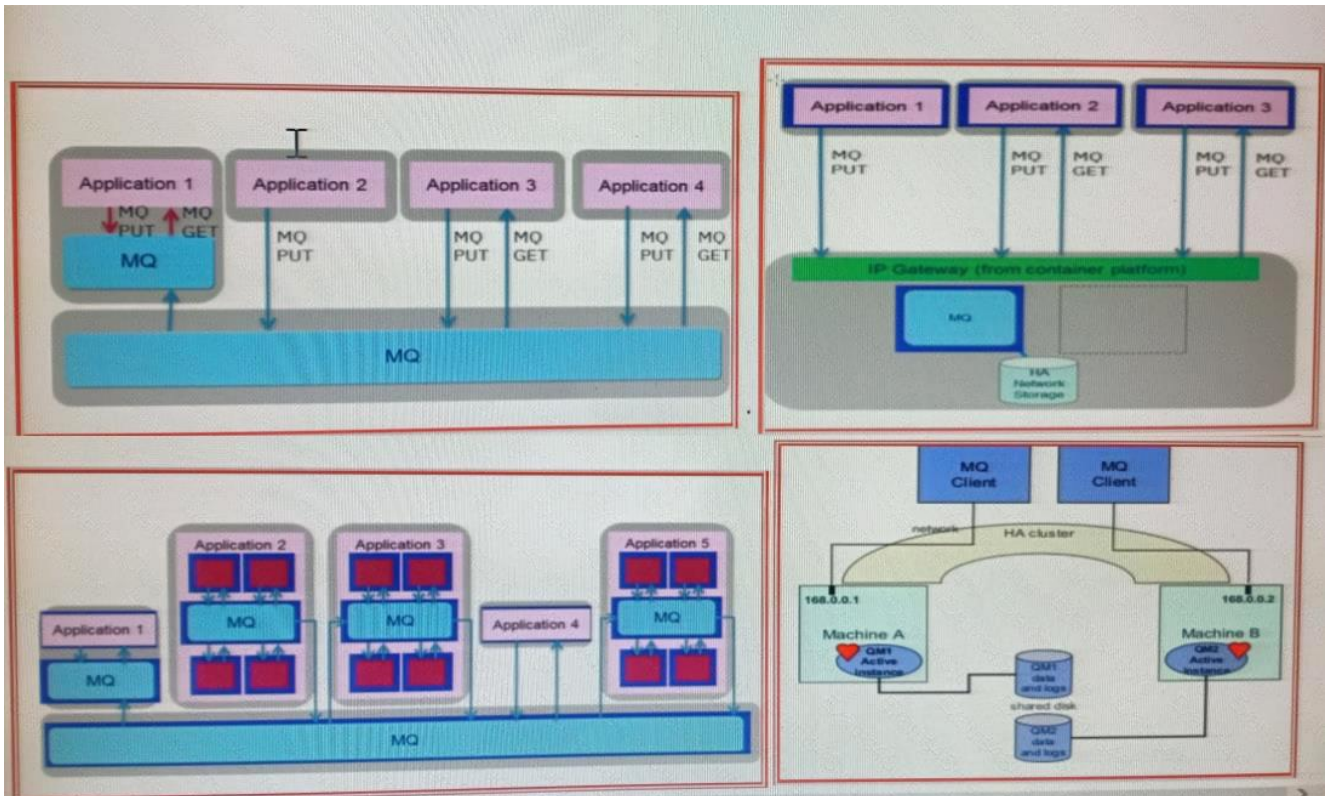 Application 1
Application 2
Application 3
Application 4
MQ
PUT
MQ
GET
MQ
MQ
PUT
MQ
PUT
MQ
GET
MQ
PUT
MQ
GET
MQ
Application 1
Application 2
Application 3
MQ
PUT
MQ
PUT
MQ
GET
MQ
PUT
MQ
GET
IP Gateway (from container platform)
MQ
HA
Network
Storage
Application 1
MQ
Application 2
MQ
Application 3
MQ
Application 4
Application 5
MQ
MQ
MQ
Client
MQ
Client
network
HA cluster
168.0.0.1
168.0.0.2
Machine A
Machine B
QM1
Active
instance
QM2
Active
instance
QM1
data
and logs
shared disk
QM2
data
and logs